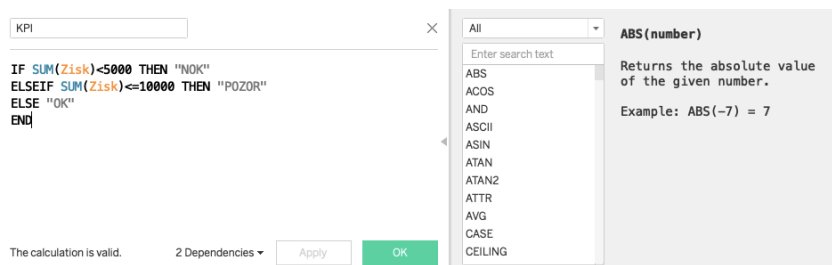 KPI
IF SUM(Zisk)<5000 THEN "NOK"
ELSEIF SUM(Zisk)<=10000 THEN "POZOR"
ELSE "OK"
END
The calculation is valid.
2 Dependencies
Apply
OK
All
Enter search text
ABS
ACOS
AND
ASCII
ASIN
ATAN
ATAN2
ATTR
AVG
CASE
CEILING
ABS(number)
Returns the absolute value
of the given number.
Example: ABS(-7) = 7